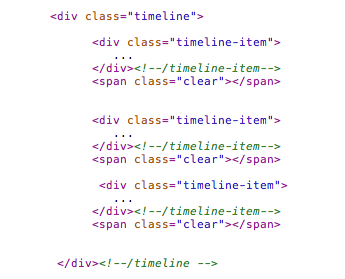 <div class="timeline">
<div class="timeline-item">
...
</div><!--/timeline-item-->
<span class="clear"></span>
<div class="timeline-item">
...
</div><!--/timeline-item-->
<span class="clear"></span>
<div class="timeline-item">
...
</div><!--/timeline-item-->
<span class="clear"></span>
</div><!--/timeline -->